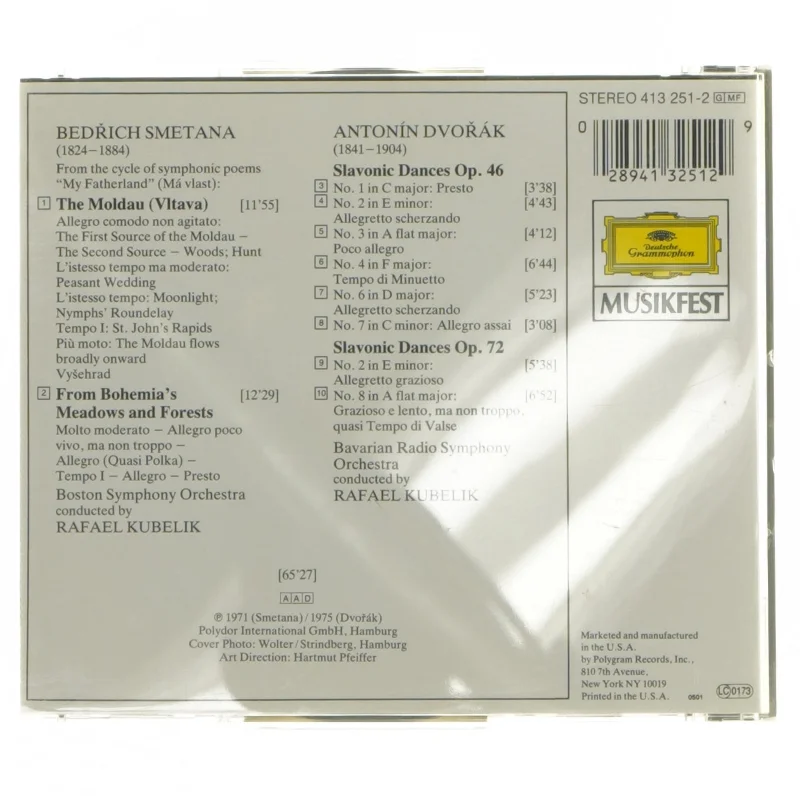 BEDŘICH SMETANA
(1824–1884)
From the cycle of symphonic poems
"My Fatherland" (Má vlast):
1 The Moldau (Vltava) [11'55]
Allegro comodo non agitato:
The First Source of the Moldau –
The Second Source – Woods; Hunt
L'istesso tempo ma moderato:
Peasant Wedding
L'istesso tempo: Moonlight;
Nymphs' Roundelay
Tempo I: St. John's Rapids
Più moto: The Moldau flows
broadly onward
Vyšehrad
2 From Bohemia's [12'29]
Meadows and Forests
Molto moderato – Allegro poco
vivo, ma non troppo –
Allegro (Quasi Polka) –
Tempo I – Allegro – Presto
Boston Symphony Orchestra
conducted by
RAFAEL KUBELIK
ANTONÍN DVOŘÁK
(1841–1904)
Slavonic Dances Op. 46
3 No. 1 in C major: Presto [3'38]
4 No. 2 in E minor: [4'43]
Allegretto scherzando
5 No. 3 in A flat major: [4'12]
Poco allegro
6 No. 4 in F major: [6'44]
Tempo di Minuetto
7 No. 6 in D major: [5'23]
Allegretto scherzando
8 No. 7 in C minor: Allegro assai [3'08]
Slavonic Dances Op. 72
9 No. 2 in E minor: [5'38]
Allegretto grazioso
10 No. 8 in A flat major: [6'52]
Grazioso e lento, ma non troppo,
quasi Tempo di Valse
Bavarian Radio Symphony
Orchestra
conducted by
RAFAEL KUBELIK
[65'27]
AAD
℗ 1971 (Smetana)/1975 (Dvořák)
Polydor International GmbH, Hamburg
Cover Photo: Wolter/Strindberg, Hamburg
Art Direction: Hartmut Pfeiffer
STEREO 413 251-2 G MF
0 28941 32512 9
Deutsche
Grammophon
MUSIKFEST
Marketed and manufactured
in the U.S.A.
by Polygram Records, Inc.,
810 7th Avenue,
New York NY 10019
Printed in the U.S.A. 0601
LC 0173